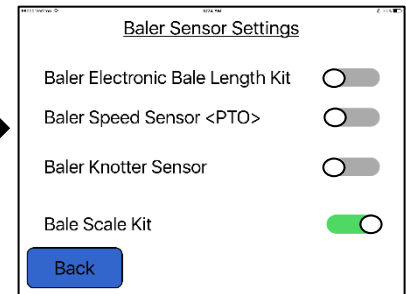 Baler Sensor Settings
Baler Electronic Bale Length Kit
Baler Speed Sensor <PTO>
Baler Knotter Sensor
Bale Scale Kit
Back